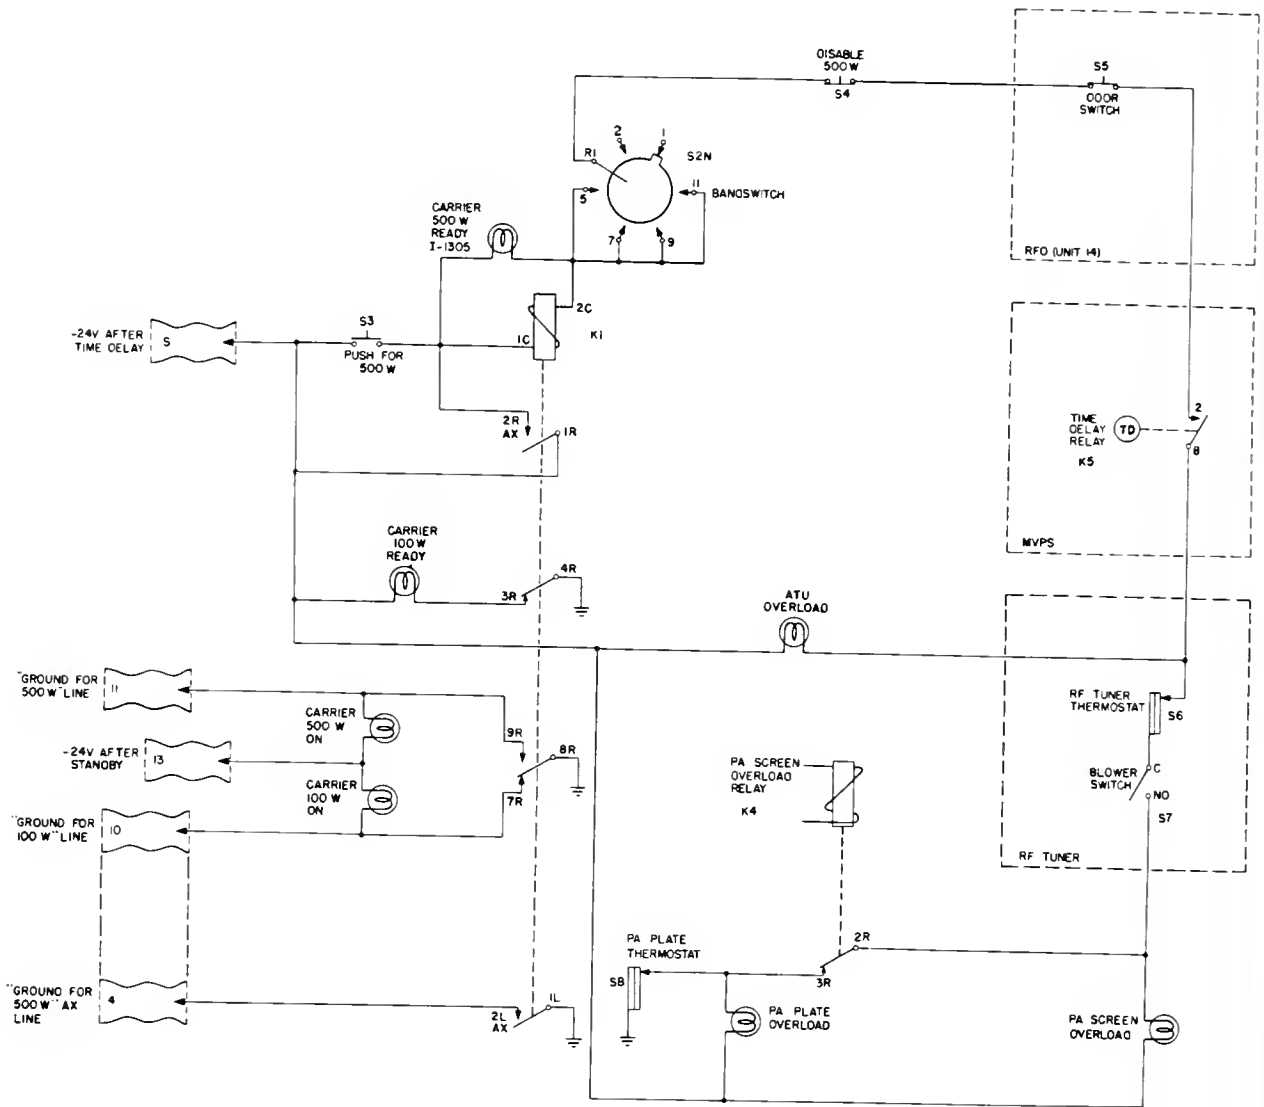 DISABLE
500 W
S4
S5
DOOR
SWITCH
2
1
S2N
R1
11
BANDSWITCH
5
CARRIER
500 W
READY
I-1305
7
9
RFO (UNIT 14)
2C
K1
-24V AFTER
TIME DELAY
S
S3
PUSH FOR
500 W
1C
2R
AX
1R
TIME
DELAY
RELAY
K5
TD
2
8
MVPS
CARRIER
100 W
READY
4R
3R
ATU
OVERLOAD
"GROUND FOR
500 W" LINE
11
CARRIER
500 W
ON
9R
8R
-24V AFTER
STANDBY
13
CARRIER
100 W
ON
7R
"GROUND FOR
100 W" LINE
10
RF TUNER
THERMOSTAT
S6
PA SCREEN
OVERLOAD
RELAY
K4
BLOWER
SWITCH
C
NO
S7
RF TUNER
PA PLATE
THERMOSTAT
S8
2R
3R
"GROUND FOR
500 W" AX
LINE
4
2L
AX
1L
PA PLATE
OVERLOAD
PA SCREEN
OVERLOAD